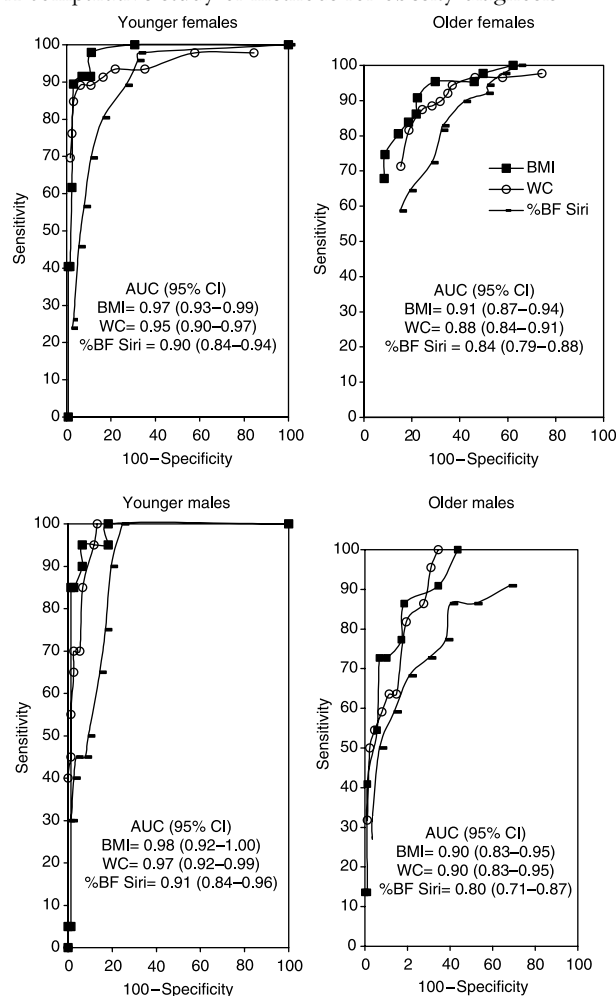 A comparative study of methods for obesity diagnosis
Younger females
100
90
80
70
60
50
40
30
20
10
0
Sensitivity
AUC (95% CI)
BMI= 0.97 (0.93–0.99)
WC= 0.95 (0.90–0.97)
%BF Siri = 0.90 (0.84–0.94)
0 20 40 60 80 100
100–Specificity
Older females
100
90
80
70
60
50
40
30
20
10
0
Sensitivity
BMI
WC
%BF Siri
AUC (95% CI)
BMI= 0.91 (0.87–0.94)
WC= 0.88 (0.84–0.91)
%BF Siri = 0.84 (0.79–0.88)
0 20 40 60 80 100
100–Specificity
Younger males
100
90
80
70
60
50
40
30
20
10
0
Sensitivity
AUC (95% CI)
BMI= 0.98 (0.92–1.00)
WC= 0.97 (0.92–0.99)
%BF Siri= 0.91 (0.84–0.96)
0 20 40 60 80 100
100–Specificity
Older males
100
90
80
70
60
50
40
30
20
10
0
Sensitivity
AUC (95% CI)
BMI= 0.90 (0.83–0.95)
WC= 0.90 (0.83–0.95)
%BF Siri= 0.80 (0.71–0.87)
0 2 40 60 80 100
100–Specificity